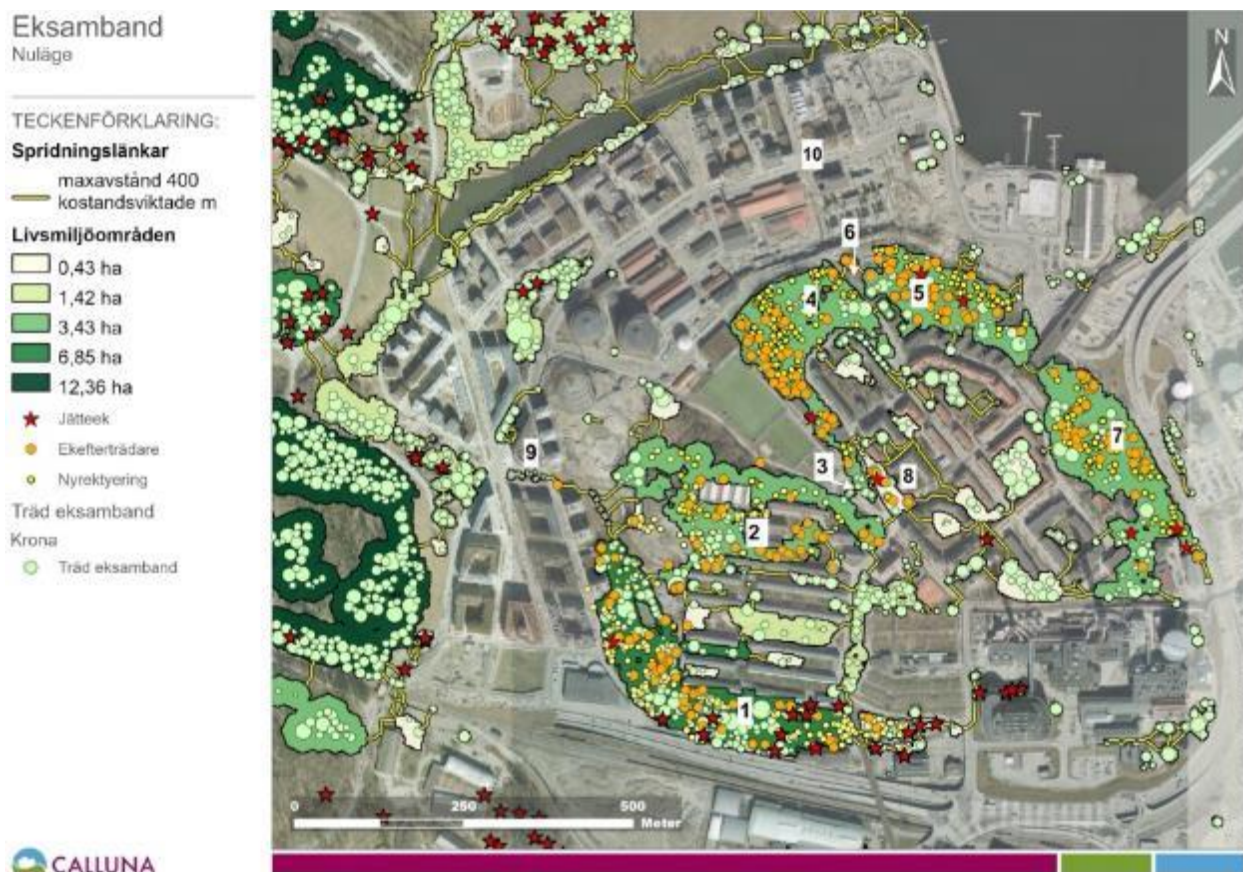 Eksamband
Nuläge
TECKENFÖRKLARING:
Spridningslänkar
maxavstånd 400
kostandsviktade m
Livsmiljöområden
0,43 ha
1,42 ha
3,43 ha
6,85 ha
12,36 ha
Jätteek
Ekefterträdare
Nyrektyering
Träd eksamband
Krona
Träd eksamband
CALLUNA
N
10
6
4
5
7
9
3
8
2
1
0
250
500
Meter